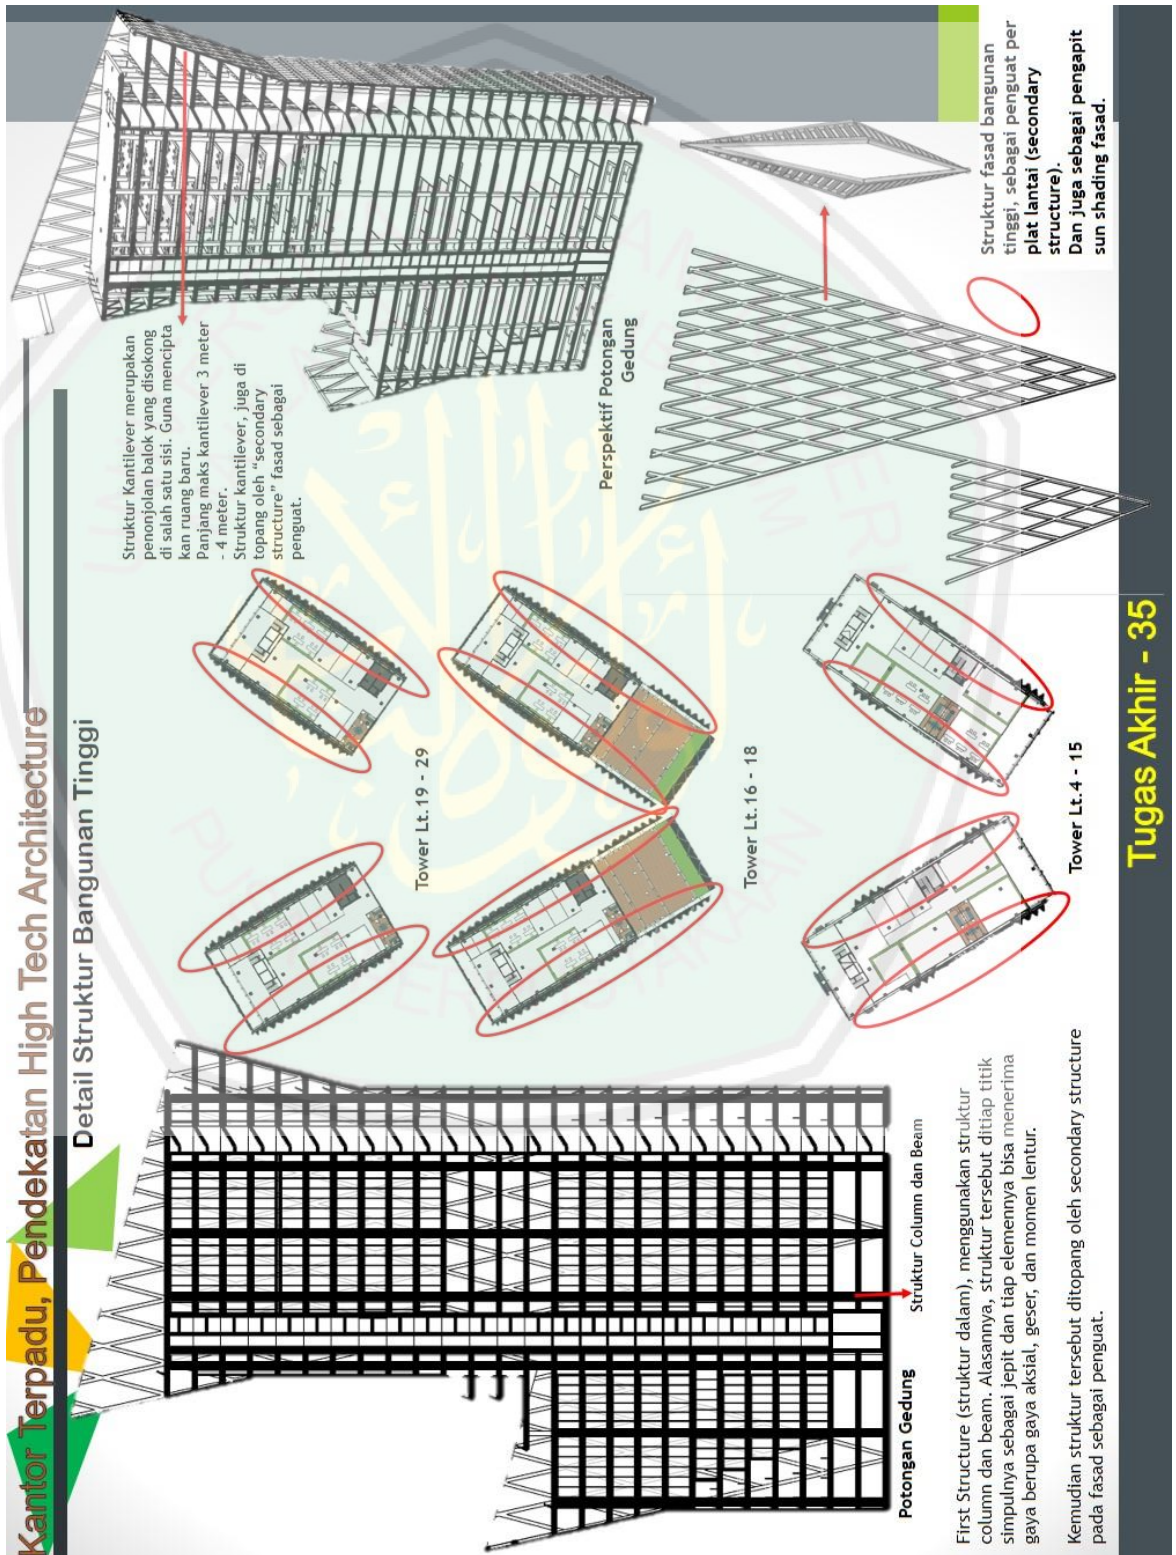 Kantor Terpadu, Pendekatan High Tech Architecture
Detail Struktur Bangunan Tinggi
Struktur Kantilever merupakan
penonjolan balok yang disokong
di salah satu sisi. Guna mencipta
kan ruang baru.
Panjang maks kantilever 3 meter
- 4 meter.
Struktur kantilever, juga di
topang oleh "secondary
structure" fasad sebagai
penguat.
Perspektif Potongan
Gedung
Struktur fasad bangunan
tinggi, sebagai penguat per
plat lantai (secondary
structure).
Dan juga sebagai pengapit
sun shading fasad.
Tower Lt.19 - 29
Tower Lt.16 - 18
Tower Lt.4 - 15
Struktur Column dan Beam
Potongan Gedung
First Structure (struktur dalam), menggunakan struktur
column dan beam. Alasannya, struktur tersebut ditiap titik
simpulnya sebagai jepit dan tiap elemennya bisa menerima
gaya berupa gaya aksial, geser, dan momen lentur.
Kemudian struktur tersebut ditopang oleh secondary structure
pada fasad sebagai penguat.
Tugas Akhir - 35